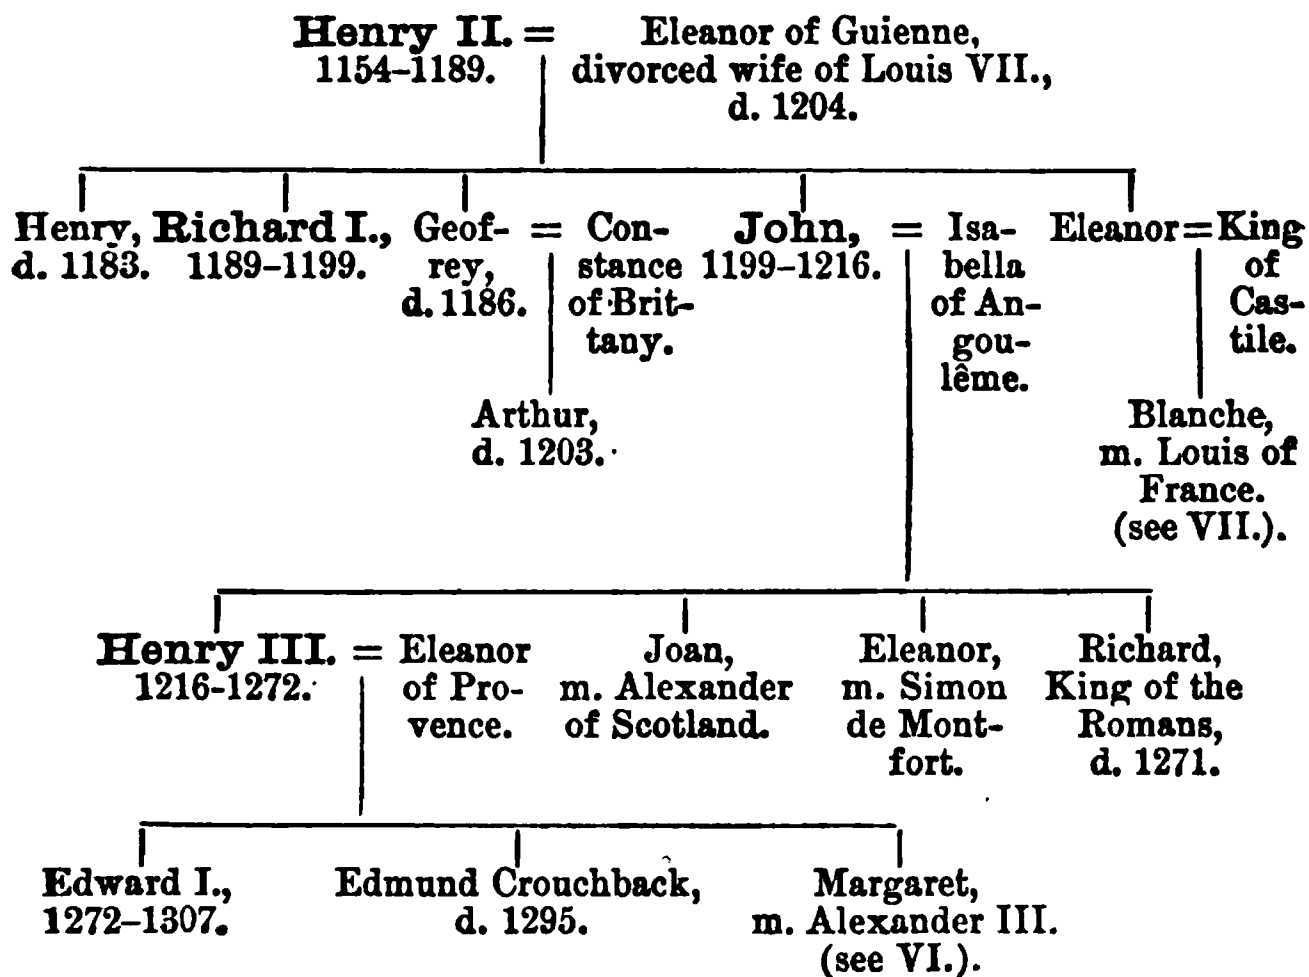 Henry II. = Eleanor of Guienne,
1154–1189. divorced wife of Louis VII.,
d. 1204.
Henry, Richard I., Geof- = Con- John, = Isa- Eleanor = King
d. 1183. 1189–1199. rey, stance 1199–1216. bella of
d. 1186. of Brit- of An- Cas-
tany. gou- tile.
lême.
Arthur, Blanche,
d. 1203. m. Louis of
France.
(see VII.).
Henry III. = Eleanor Joan, Eleanor, Richard,
1216-1272. of Pro- m. Alexander m. Simon King of the
vence. of Scotland. de Mont- Romans,
fort. d. 1271.
Edward I., Edmund Crouchback, Margaret,
1272–1307. d. 1295. m. Alexander III.
(see VI.).